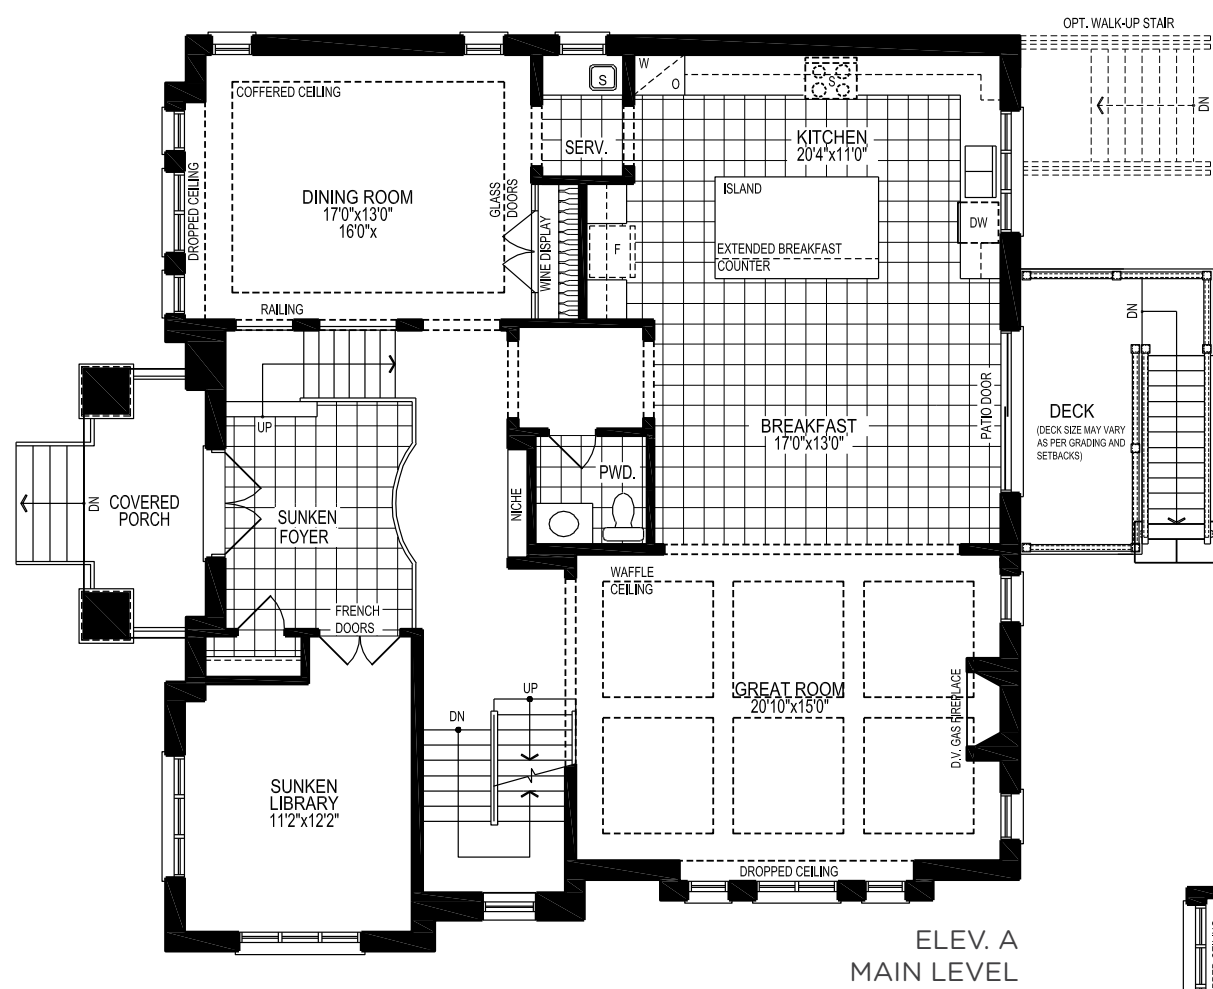 OPT. WALK-UP STAIR
DN
COFFERED CEILING
DROPPED CEILING
DINING ROOM
17'0"x13'0"
16'0"x
GLASS
DOORS
WINE DISPLAY
RAILING
S
SERV.
W
O
S
KITCHEN
20'4"x11'0"
ISLAND
EXTENDED BREAKFAST
COUNTER
DW
F
DN
PATIO DOOR
DECK
(DECK SIZE MAY VARY
AS PER GRADING AND
SETBACKS)
BREAKFAST
17'0"x13'0"
UP
PWD.
NICHE
DN
COVERED
PORCH
SUNKEN
FOYER
FRENCH
DOORS
WAFFLE
CEILING
GREAT ROOM
20'10"x15'0"
D.V. GAS FIREPLACE
UP
DN
SUNKEN
LIBRARY
11'2"x12'2"
DROPPED CEILING
ELEV. A
MAIN LEVEL